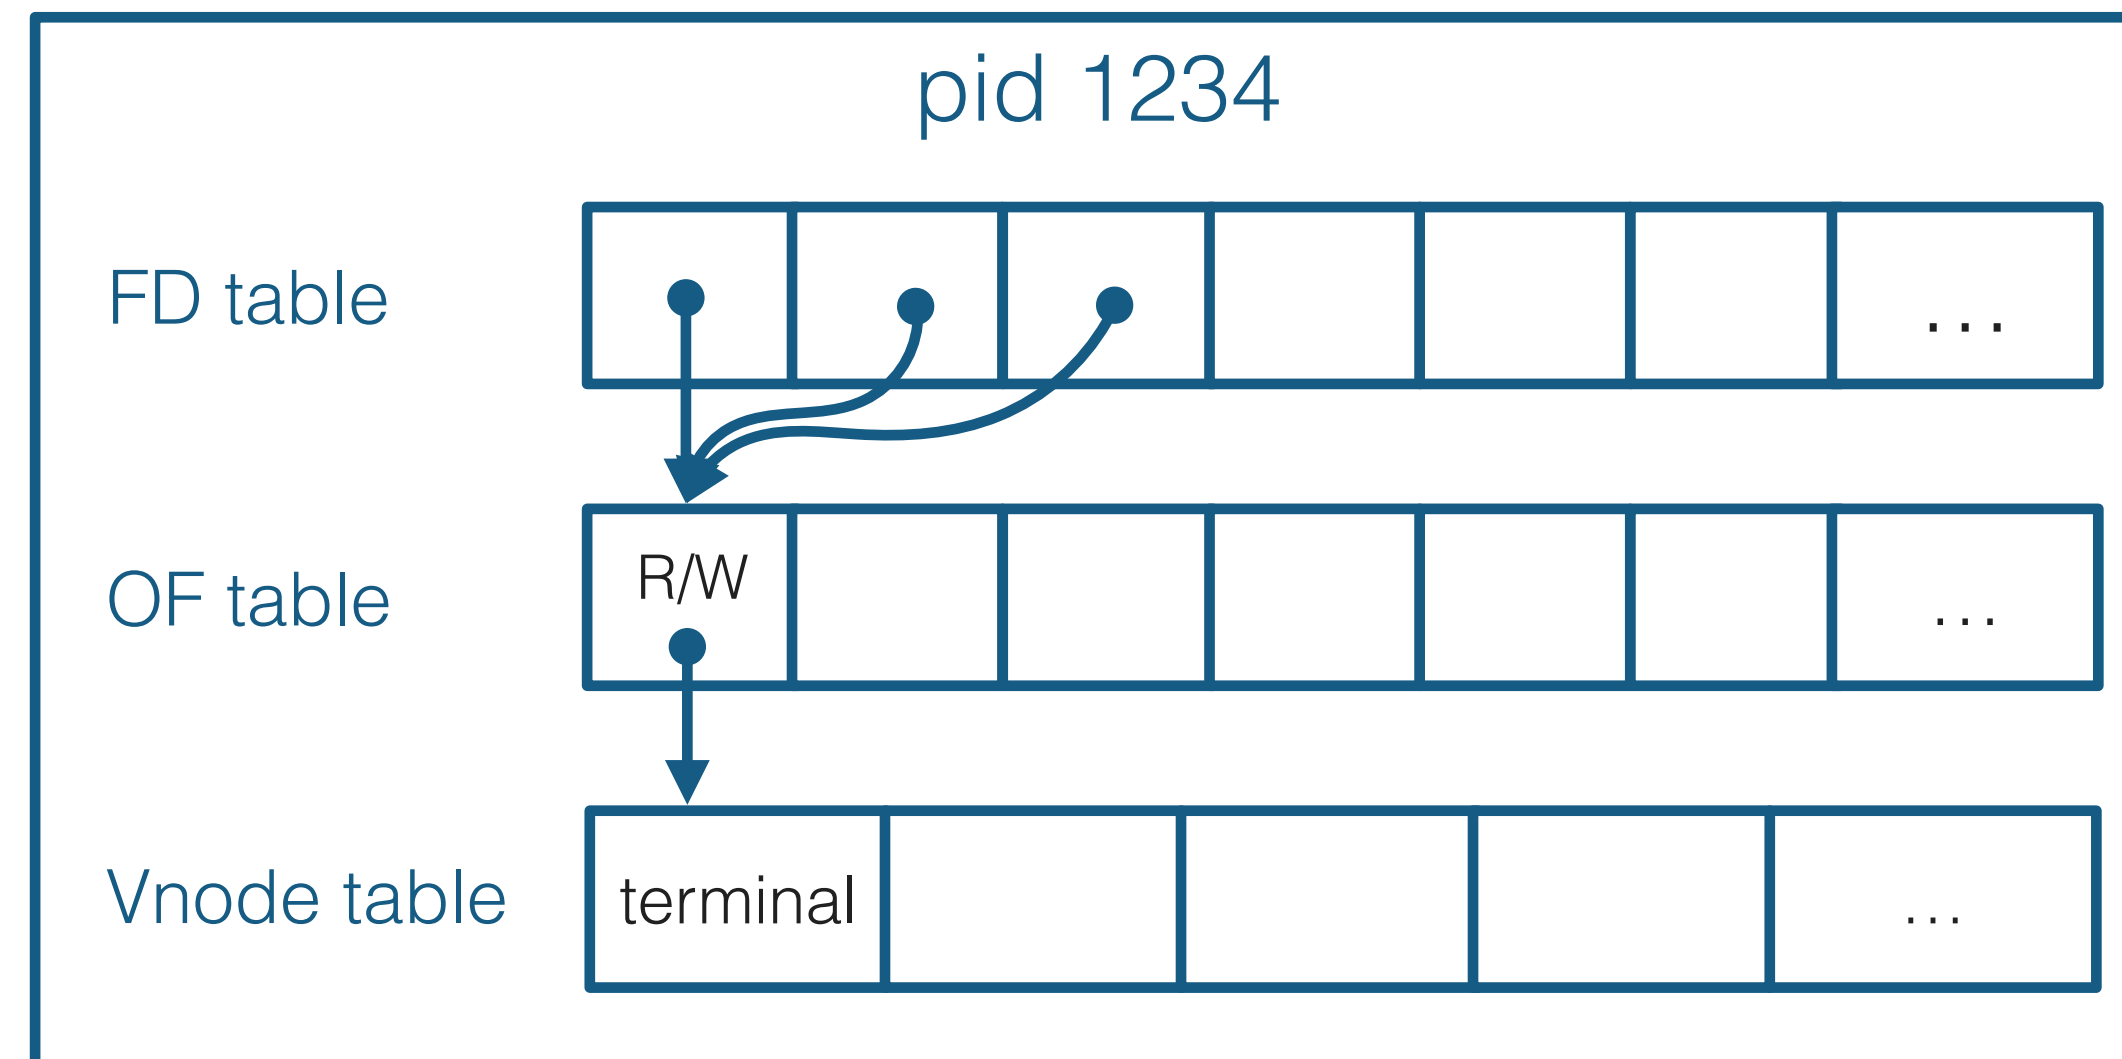 pid 1234
FD table
...
OF table
R/W
...
Vnode table
terminal
...